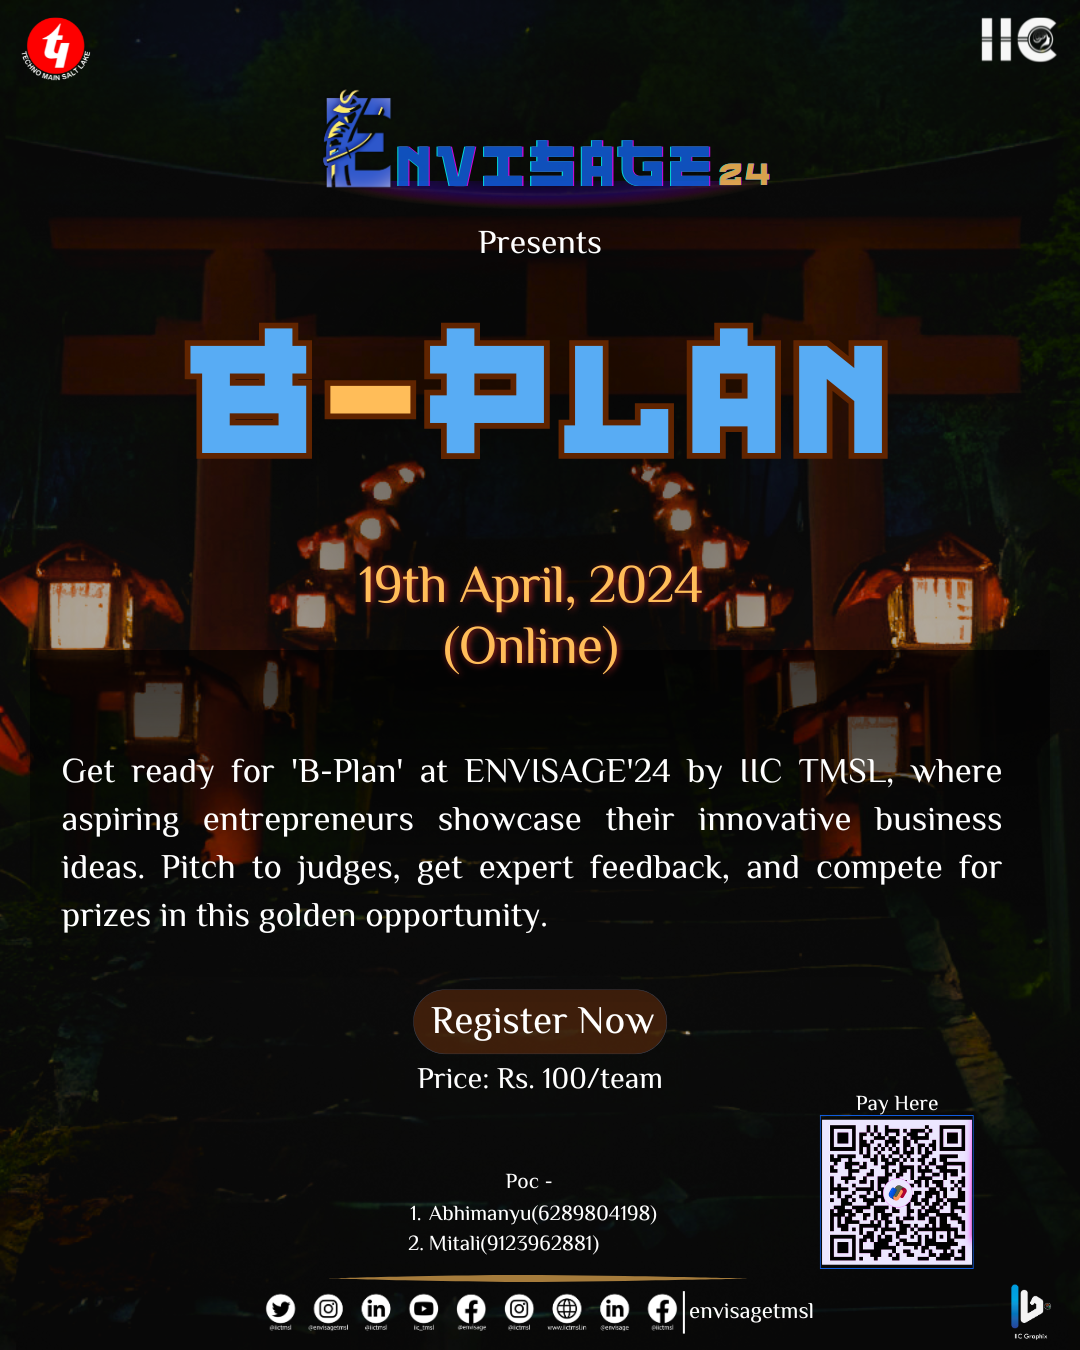 TECHNO MAIN SALT LAKE
IIC
ENVISAGE 24
Presents
B-PLAN
19th April, 2024
(Online)
Get ready for 'B-Plan' at ENVISAGE'24 by IIC TMSL, where
aspiring entrepreneurs showcase their innovative business
ideas. Pitch to judges, get expert feedback, and compete for
prizes in this golden opportunity.
Register Now
Price: Rs. 100/team
Pay Here
Poc -
1. Abhimanyu(6289804198)
2. Mitali(9123962881)
@iictmsl @envisagetmsl @iictmsl iic_tmsl @envisage @iictmsl www.iictmsl.in @envisage @iictmsl
envisagetmsl
IIC Graphix